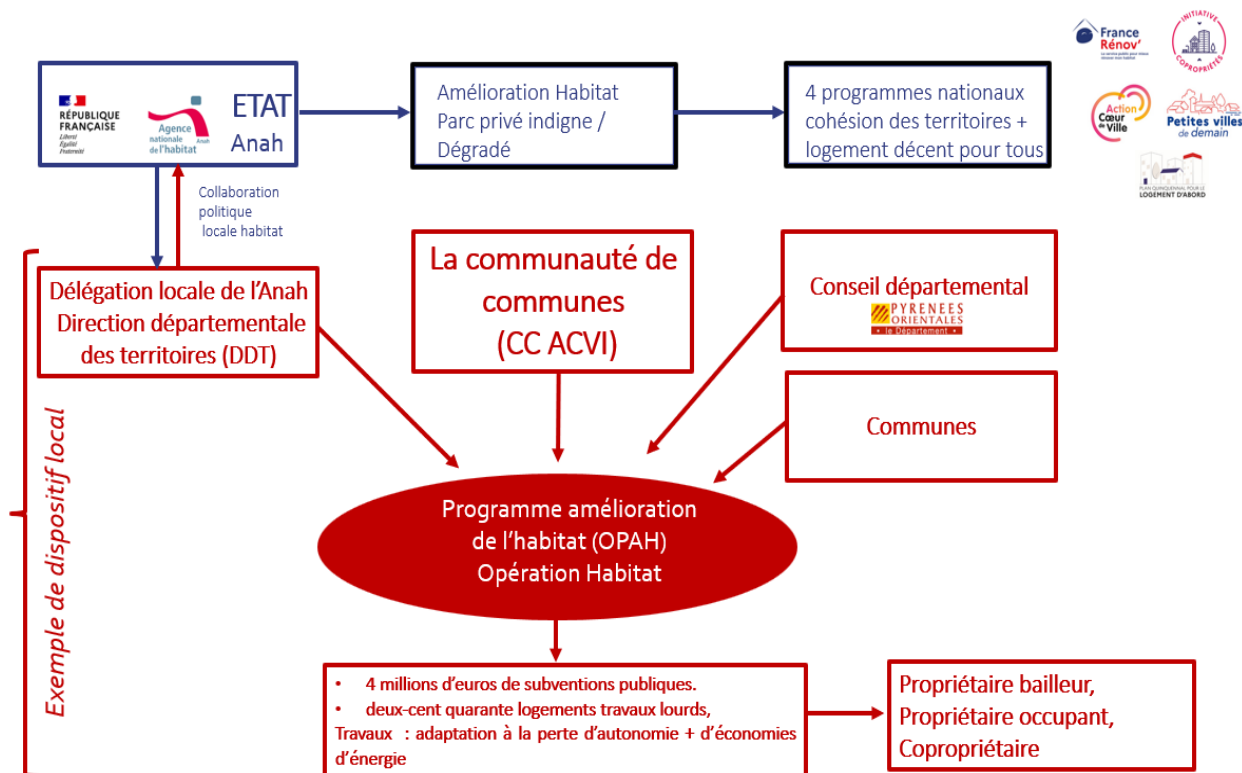 France
Rénov'
INITIATIVE
COPROPRIÉTÉS
RÉPUBLIQUE
FRANÇAISE
Liberté
Égalité
Fraternité
Agence
nationale
de l'habitat
Anah
ETAT
Anah
Amélioration Habitat
Parc privé indigne /
Dégradé
4 programmes nationaux
cohésion des territoires +
logement décent pour tous
Action
Cœur
de Ville
Petites villes
de demain
PLAN QUINQUENNAL POUR LE
LOGEMENT D'ABORD
Collaboration
politique
locale habitat
Délégation locale de l'Anah
Direction départementale
des territoires (DDT)
La communauté de
communes
(CC ACVI)
Conseil départemental
PYRENEES
ORIENTALES
• le Département •
Communes
Exemple de dispositif local
Programme amélioration
de l'habitat (OPAH)
Opération Habitat
• 4 millions d'euros de subventions publiques.
• deux-cent quarante logements travaux lourds,
Travaux : adaptation à la perte d'autonomie + d'économies
d'énergie
Propriétaire bailleur,
Propriétaire occupant,
Copropriétaire